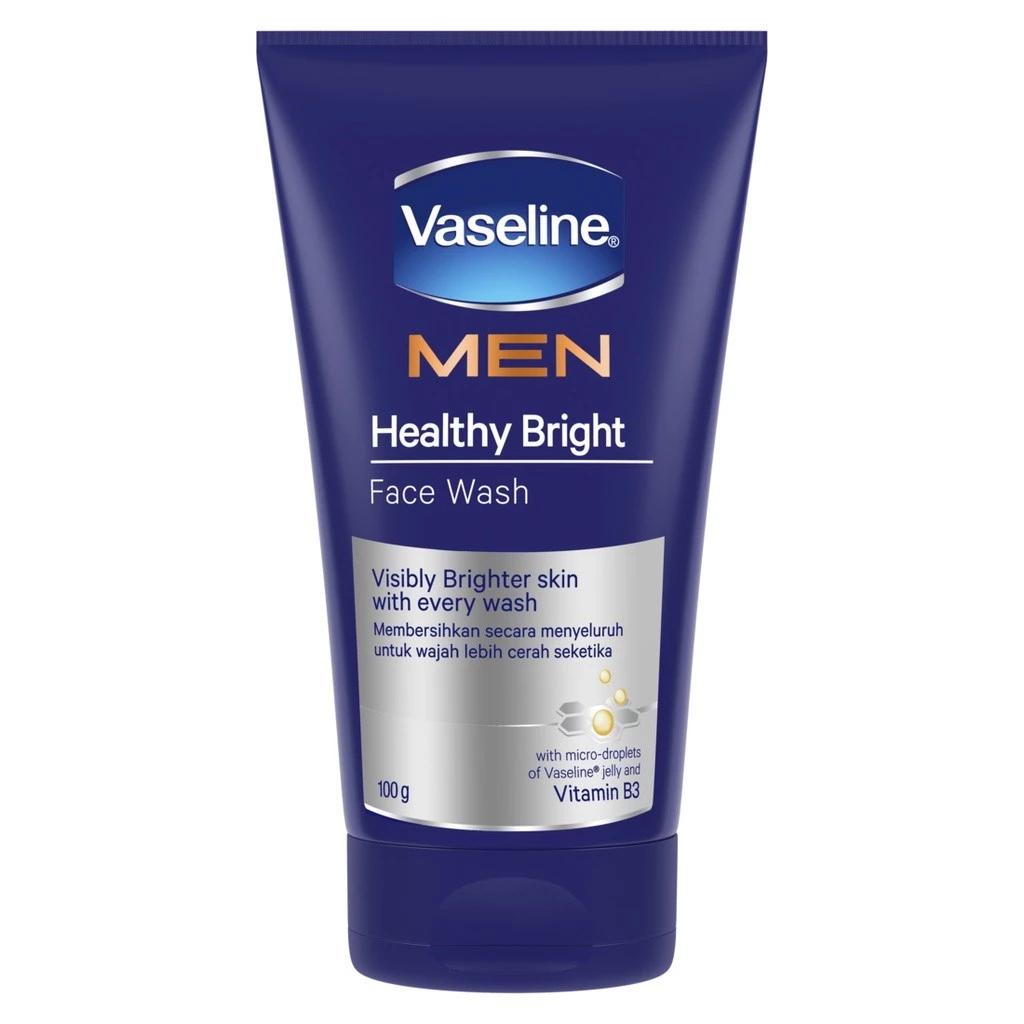 Vaseline®
MEN
Healthy Bright
Face Wash
Visibly Brighter skin
with every wash
Membersihkan secara menyeluruh
untuk wajah lebih cerah seketika
with micro-droplets
of Vaseline® jelly and
Vitamin B3
100 g